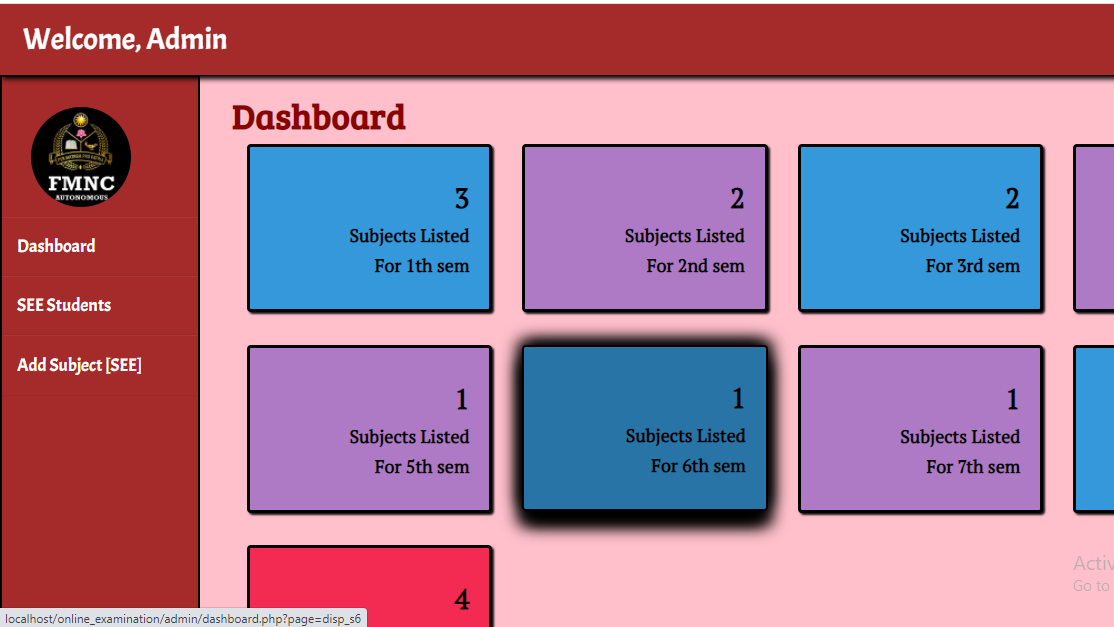 Welcome, Admin
FMNC
AUTONOMOUS
Dashboard
SEE Students
Add Subject [SEE]
Dashboard
3
Subjects Listed
For 1th sem
2
Subjects Listed
For 2nd sem
2
Subjects Listed
For 3rd sem
1
Subjects Listed
For 5th sem
1
Subjects Listed
For 6th sem
1
Subjects Listed
For 7th sem
4
Activ
Go to
localhost/online_examination/admin/dashboard.php?page=disp_s6